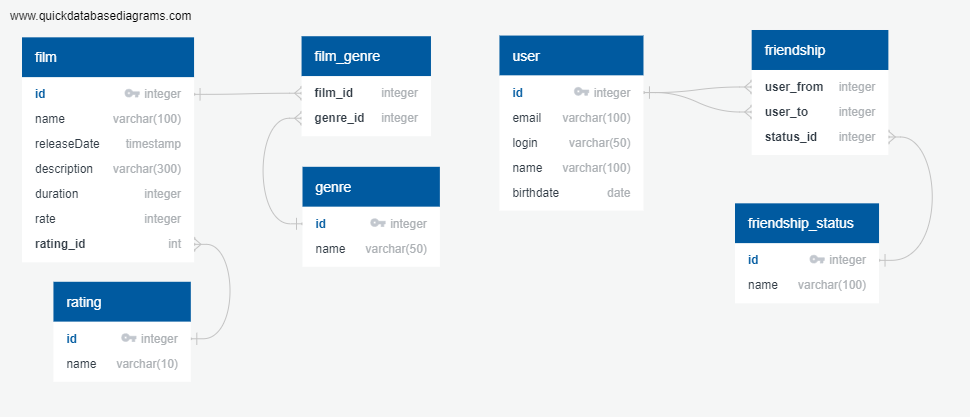 www.quickdatabasediagrams.com
film
id integer
name varchar(100)
releaseDate timestamp
description varchar(300)
duration integer
rate integer
rating_id int
rating
id integer
name varchar(10)
film_genre
film_id integer
genre_id integer
genre
id integer
name varchar(50)
user
id integer
email varchar(100)
login varchar(50)
name varchar(100)
birthdate date
friendship
user_from integer
user_to integer
status_id integer
friendship_status
id integer
name varchar(100)